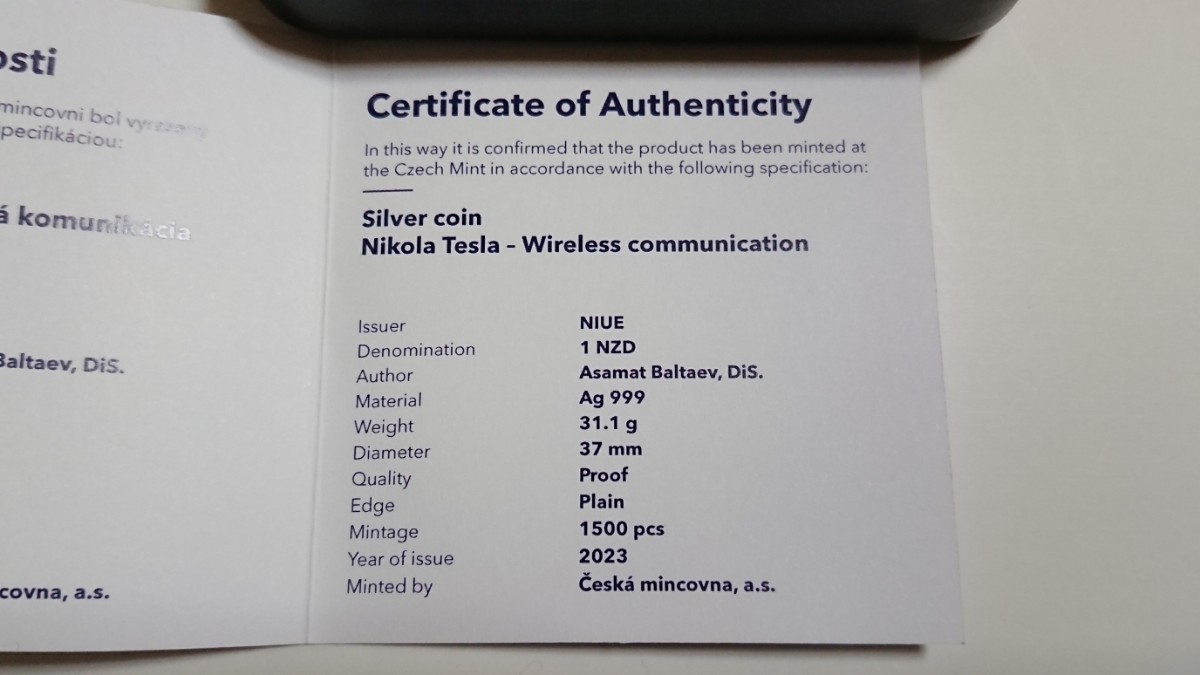 osti
mincovni bol vyrazený
pecifikáciou:
á komunikácia
Baltaev, DiS.
covna, a.s.
Certificate of Authenticity
In this way it is confirmed that the product has been minted at
the Czech Mint in accordance with the following specification:
Silver coin
Nikola Tesla – Wireless communication
Issuer NIUE
Denomination 1 NZD
Author Asamat Baltaev, DiS.
Material Ag 999
Weight 31.1 g
Diameter 37 mm
Quality Proof
Edge Plain
Mintage 1500 pcs
Year of issue 2023
Minted by Česká mincovna, a.s.